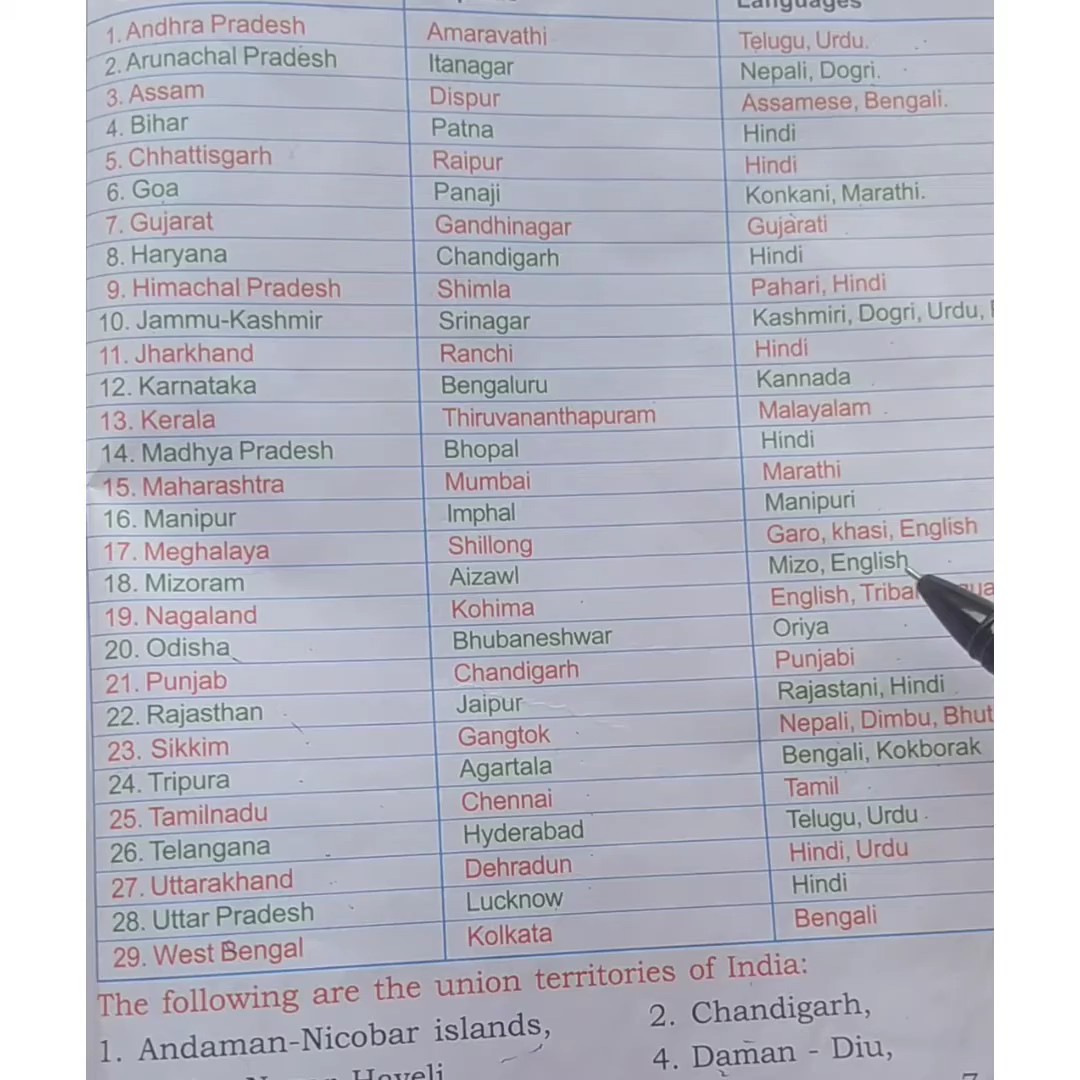 Languages
1. Andhra Pradesh Amaravathi Telugu, Urdu.
2. Arunachal Pradesh Itanagar Nepali, Dogri.
3. Assam Dispur Assamese, Bengali.
4. Bihar Patna Hindi
5. Chhattisgarh Raipur Hindi
6. Goa Panaji Konkani, Marathi.
7. Gujarat Gandhinagar Gujarati
8. Haryana Chandigarh Hindi
9. Himachal Pradesh Shimla Pahari, Hindi
10. Jammu-Kashmir Srinagar Kashmiri, Dogri, Urdu,
11. Jharkhand Ranchi Hindi
12. Karnataka Bengaluru Kannada
13. Kerala Thiruvananthapuram Malayalam
14. Madhya Pradesh Bhopal Hindi
15. Maharashtra Mumbai Marathi
16. Manipur Imphal Manipuri
17. Meghalaya Shillong Garo, khasi, English
18. Mizoram Aizawl Mizo, English
19. Nagaland Kohima English,
20. Odisha Bhubaneshwar Oriya
21. Punjab Chandigarh Punjabi
22. Rajasthan Jaipur Rajastani, Hindi
23. Sikkim Gangtok Nepali, Dimbu, Bhut
24. Tripura Agartala Bengali, Kokborak
25. Tamilnadu Chennai Tamil
26. Telangana Hyderabad Telugu, Urdu
27. Uttarakhand Dehradun Hindi, Urdu
28. Uttar Pradesh Lucknow Hindi
29. West Bengal Kolkata Bengali
The following are the union territories of India:
1. Andaman-Nicobar islands, 2. Chandigarh,
Haveli 4. Daman - Diu,